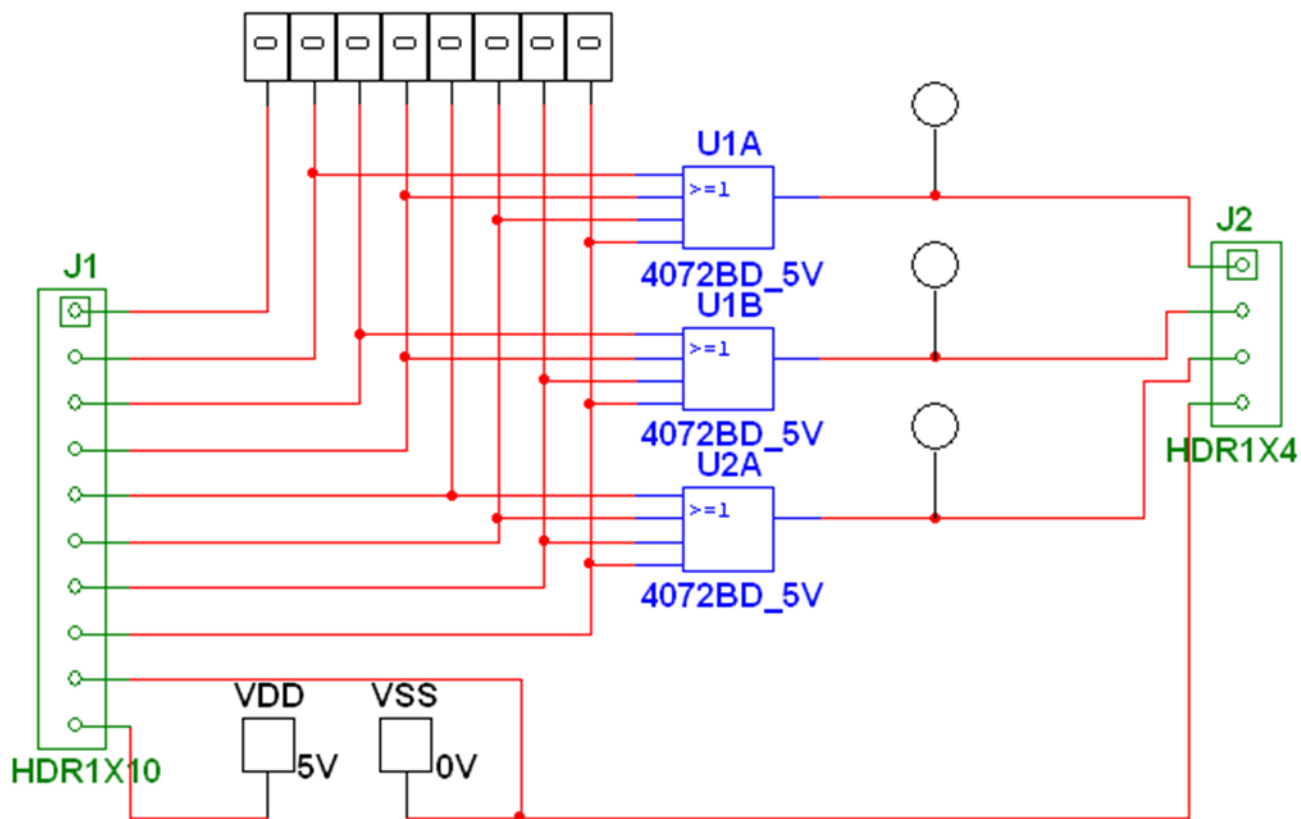 U1A
>=1
4072BD_5V
J1
J2
U1B
>=1
4072BD_5V
HDR1X4
U2A
>=1
4072BD_5V
VDD
5V
VSS
0V
HDR1X10